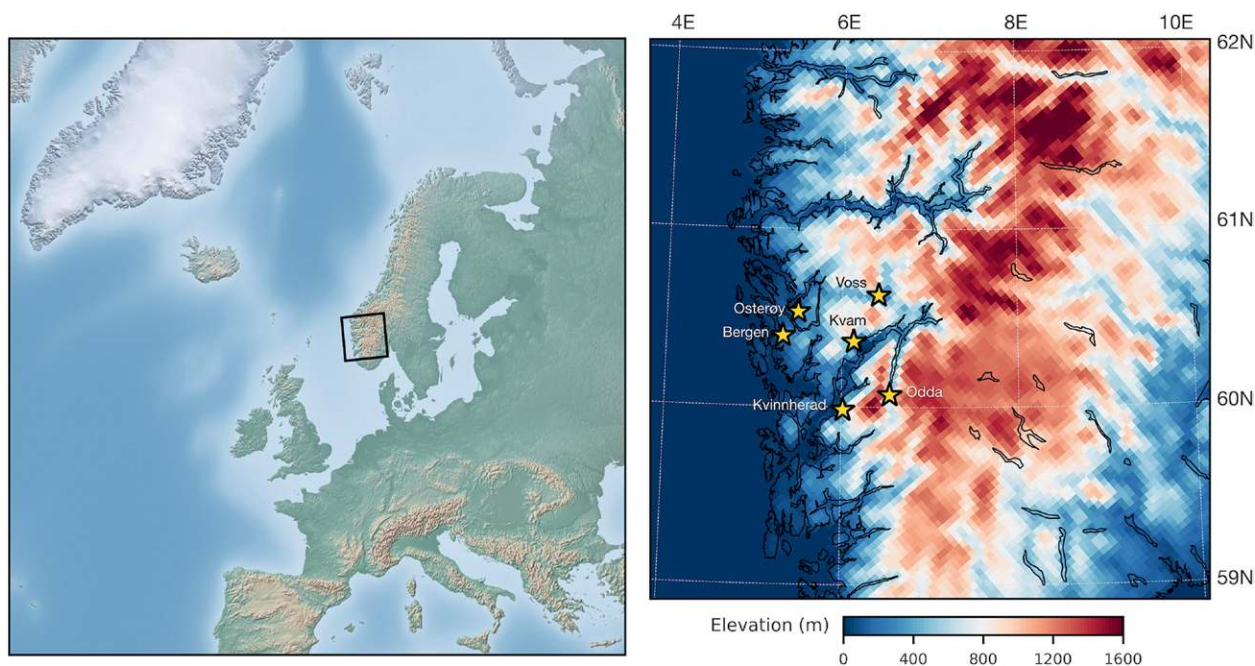 4E 6E 8E 10E
62N
61N
Voss
Osterøy
Kvam
Bergen
Odda
60N
Kvinnherad
59N
Elevation (m)
0 400 800 1200 1600